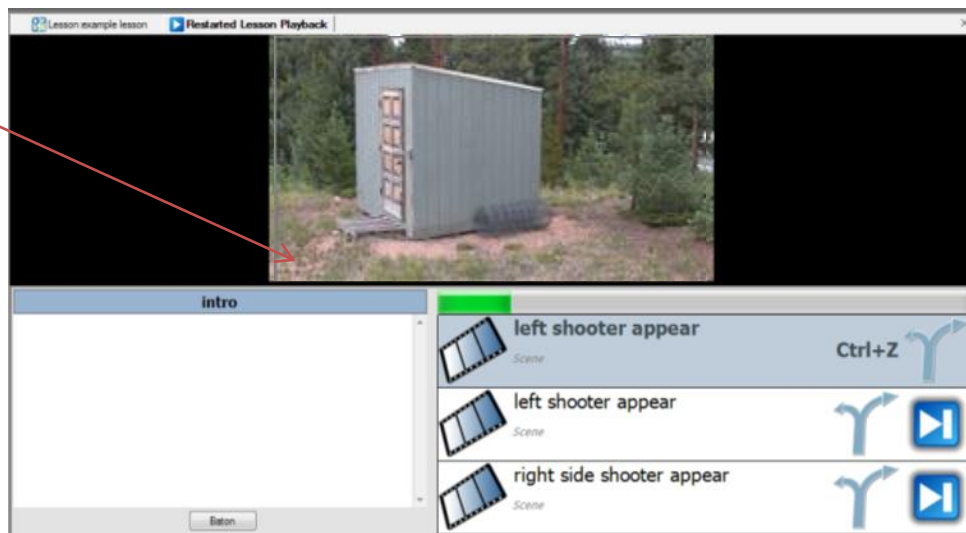 Lesson example lesson
Restarted Lesson Playback
intro
left shooter appear
Scene
Ctrl+Z
left shooter appear
Scene
right side shooter appear
Scene
Baton